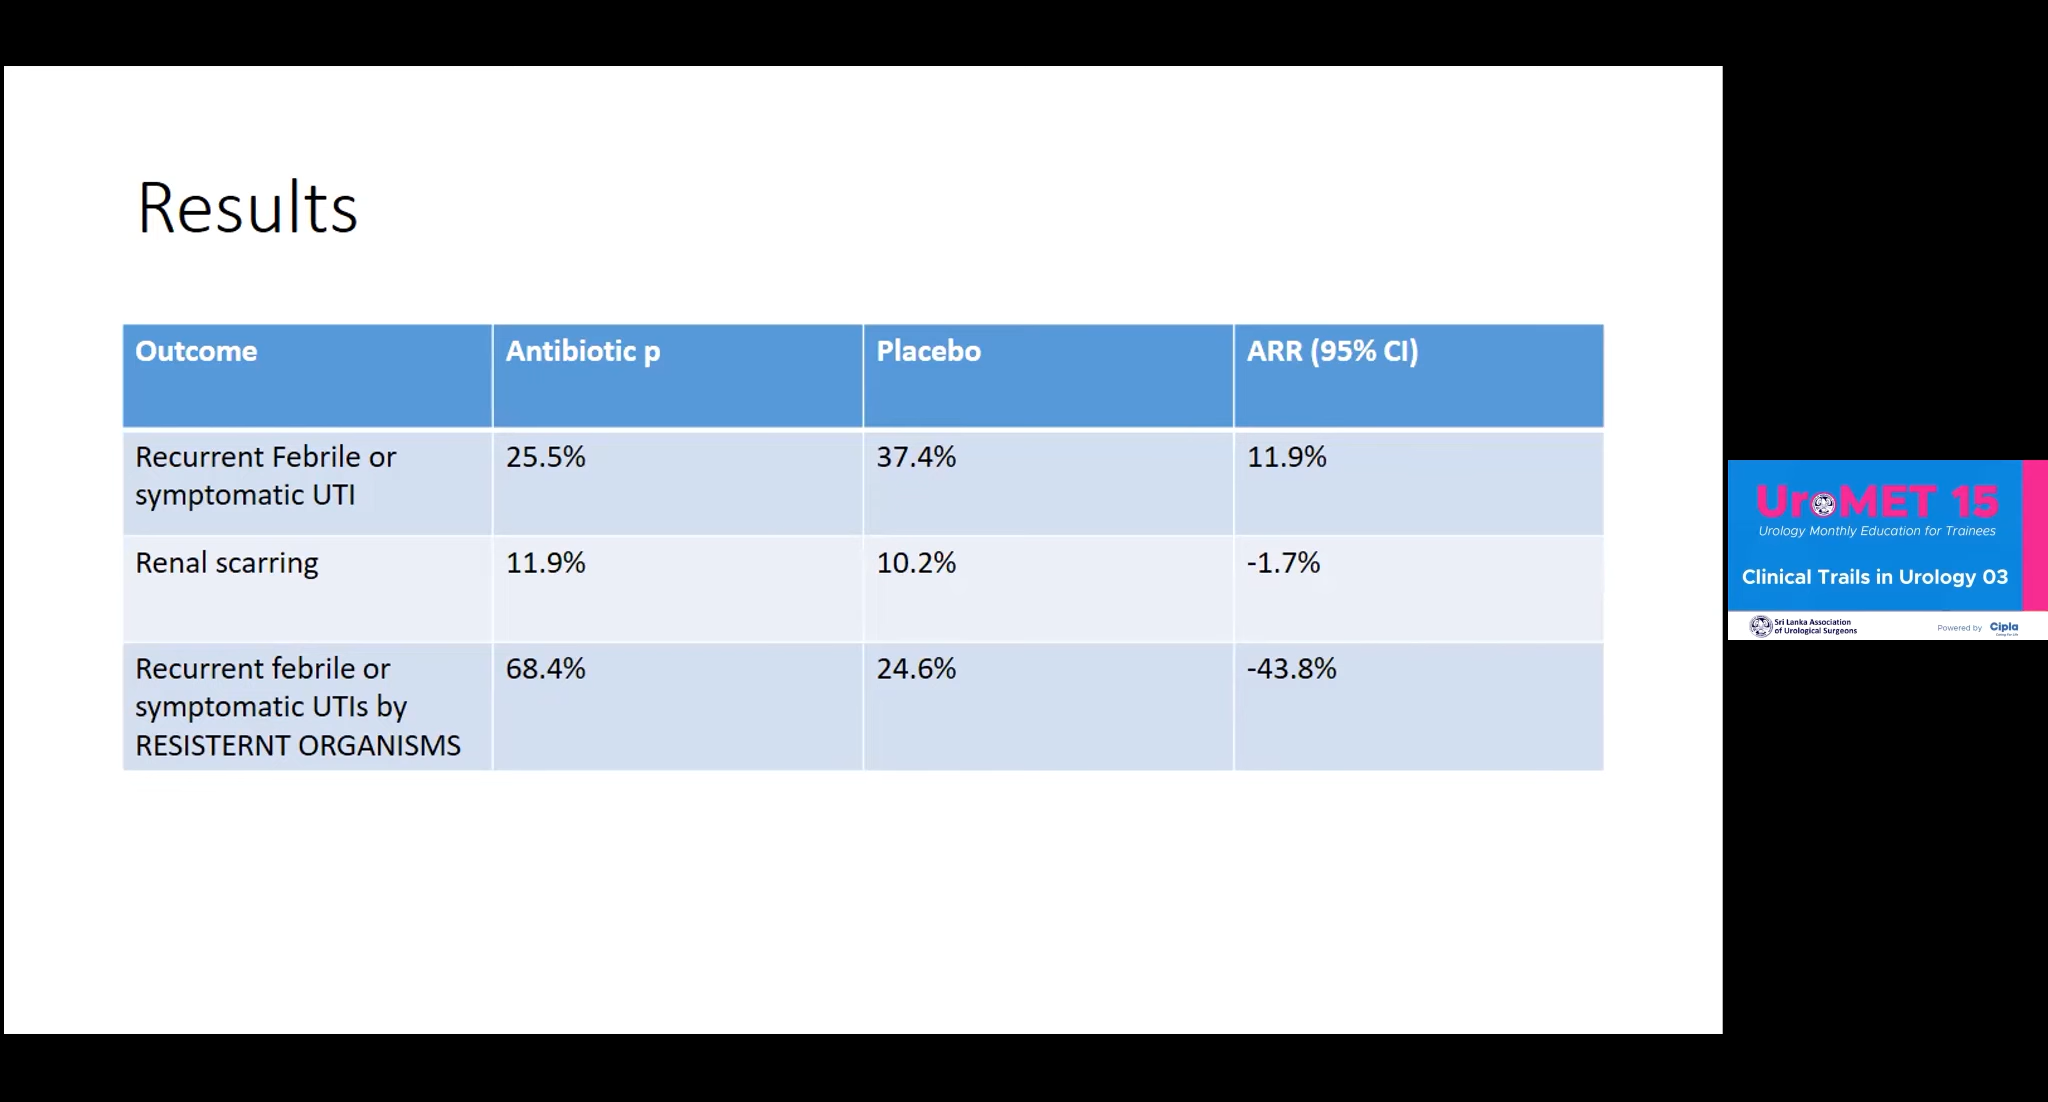 Results
Outcome
Antibiotic p
Placebo
ARR (95% CI)
Recurrent Febrile or
symptomatic UTI
25.5%
37.4%
11.9%
Renal scarring
11.9%
10.2%
-1.7%
Recurrent febrile or
symptomatic UTIs by
RESISTERNT ORGANISMS
68.4%
24.6%
-43.8%
UroMET 15
Urology Monthly Education for Trainees
Clinical Trails in Urology 03
Sri Lanka Association
of Urological Surgeons
Powered by
Cipla